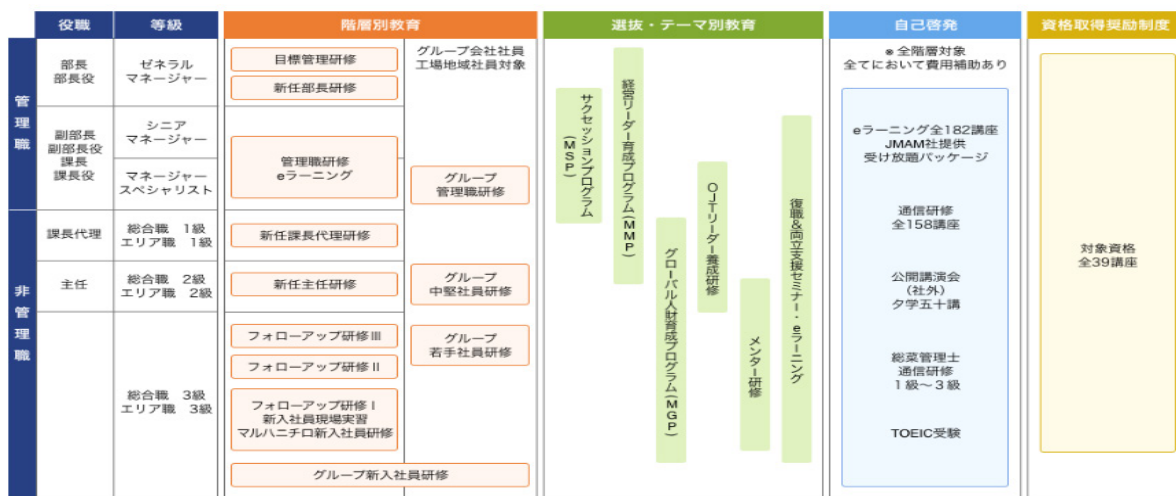 役職
等級
階層別教育
選抜・テーマ別教育
自己啓発
資格取得奨励制度
管理職
部長
部長役
ゼネラル
マネージャー
目標管理研修
新任部長研修
グループ会社社員
工場地域社員対象
副部長
副部長役
課長
課長役
シニア
マネージャー
マネージャー
スペシャリスト
管理職研修
eラーニング
グループ
管理職研修
非管理職
課長代理
総合職 1級
エリア職 1級
新任課長代理研修
主任
総合職 2級
エリア職 2級
新任主任研修
グループ
中堅社員研修
総合職 3級
エリア職 3級
フォローアップ研修Ⅲ
グループ
若手社員研修
フォローアップ研修Ⅱ
フォローアップ研修Ⅰ
新入社員現場実習
マルハニチロ新入社員研修
グループ新入社員研修
サクセッションプログラム
(MSP)
経営リーダー育成プログラム(MMP)
グローバル人財育成プログラム(MGP)
OJTリーダー養成研修
メンター研修
復職&両立支援セミナー・eラーニング
※ 全階層対象
全てにおいて費用補助あり
eラーニング全182講座
JMAM社提供
受け放題パッケージ
通信研修
全158講座
公開講演会
(社外)
夕学五十講
総菜管理士
通信研修
1級～3級
TOEIC受験
対象資格
全39講座